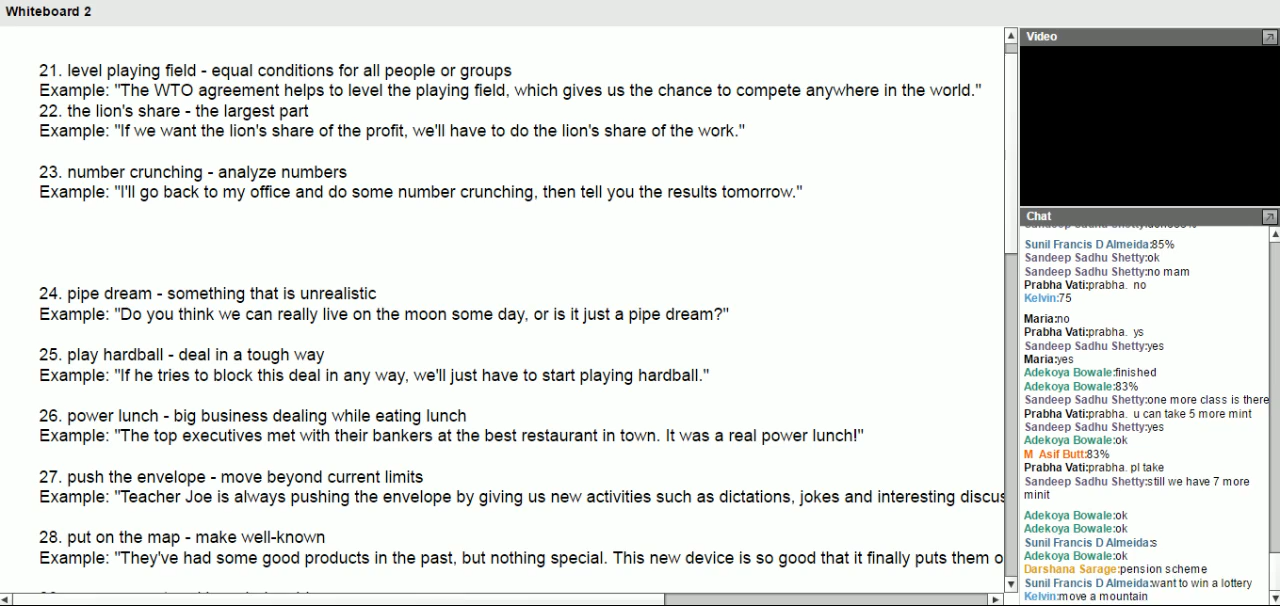 Whiteboard 2
21. level playing field - equal conditions for all people or groups
Example: "The WTO agreement helps to level the playing field, which gives us the chance to compete anywhere in the world."
22. the lion's share - the largest part
Example: "If we want the lion's share of the profit, we'll have to do the lion's share of the work."
23. number crunching - analyze numbers
Example: "I'll go back to my office and do some number crunching, then tell you the results tomorrow."
24. pipe dream - something that is unrealistic
Example: "Do you think we can really live on the moon some day, or is it just a pipe dream?"
25. play hardball - deal in a tough way
Example: "If he tries to block this deal in any way, we'll just have to start playing hardball."
26. power lunch - big business dealing while eating lunch
Example: "The top executives met with their bankers at the best restaurant in town. It was a real power lunch!"
27. push the envelope - move beyond current limits
Example: "Teacher Joe is always pushing the envelope by giving us new activities such as dictations, jokes and interesting discus
28. put on the map - make well-known
Example: "They've had some good products in the past, but nothing special. This new device is so good that it finally puts them o
Video
Chat
Sunil Francis D Almeida:85%
Sandeep Sadhu Shetty:ok
Sandeep Sadhu Shetty:no mam
Prabha Vati:prabha. no
Kelvin:75
Maria:no
Prabha Vati:prabha. ys
Sandeep Sadhu Shetty:yes
Maria:yes
Adekoya Bowale:finished
Adekoya Bowale:83%
Sandeep Sadhu Shetty:one more class is there
Prabha Vati:prabha. u can take 5 more mint
Sandeep Sadhu Shetty:yes
Adekoya Bowale:ok
M Asif Butt:83%
Prabha Vati:prabha. pl take
Sandeep Sadhu Shetty:still we have 7 more
minit
Adekoya Bowale:ok
Adekoya Bowale:ok
Sunil Francis D Almeida:s
Adekoya Bowale:ok
Darshana Sarage:pension scheme
Sunil Francis D Almeida:want to win a lottery
Kelvin:move a mountain